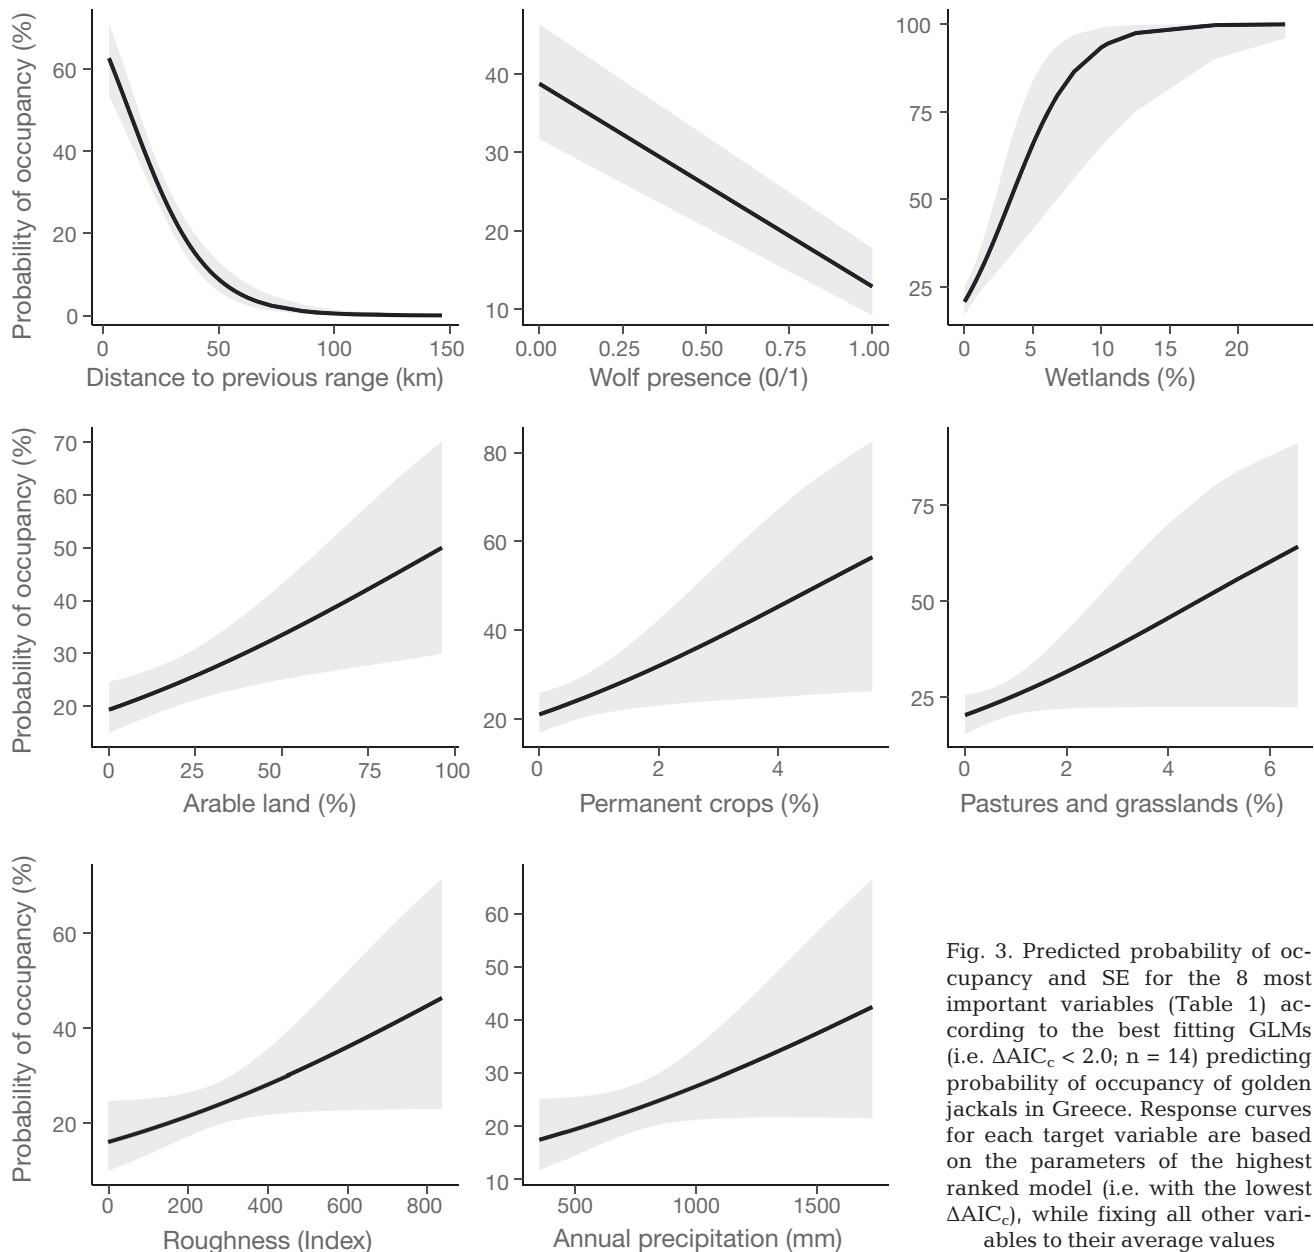 Probability of occupancy (%)
60
40
20
0
0 50 100 150
Distance to previous range (km)
40
30
20
10
0.00 0.25 0.50 0.75 1.00
Wolf presence (0/1)
100
75
50
25
0 5 10 15 20
Wetlands (%)
Probability of occupancy (%)
70
60
50
40
30
20
0 25 50 75 100
Arable land (%)
80
60
40
20
0 2 4
Permanent crops (%)
75
50
25
0 2 4 6
Pastures and grasslands (%)
Probability of occupancy (%)
60
40
20
0 200 400 600 800
Roughness (Index)
60
50
40
30
20
10
500 1000 1500
Annual precipitation (mm)
Fig. 3. Predicted probability of oc-
cupancy and SE for the 8 most
important variables (Table 1) ac-
cording to the best fitting GLMs
(i.e. ΔAICc < 2.0; n = 14) predicting
probability of occupancy of golden
jackals in Greece. Response curves
for each target variable are based
on the parameters of the highest
ranked model (i.e. with the lowest
ΔAICc), while fixing all other vari-
ables to their average values